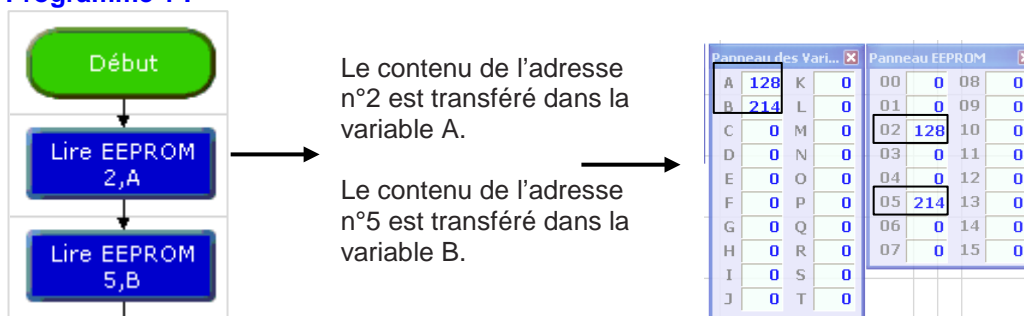 Début
Lire EEPROM
2,A
Lire EEPROM
5,B
Le contenu de l'adresse
n°2 est transféré dans la
variable A.
Le contenu de l'adresse
n°5 est transféré dans la
variable B.
Panneau des Vari...
A 128 K 0
B 214 L 0
C 0 M 0
D 0 N 0
E 0 O 0
F 0 P 0
G 0 Q 0
H 0 R 0
I 0 S 0
J 0 T 0
Panneau EEPROM
00 0 08 0
01 0 09 0
02 128 10 0
03 0 11 0
04 0 12 0
05 214 13 0
06 0 14 0
07 0 15 0